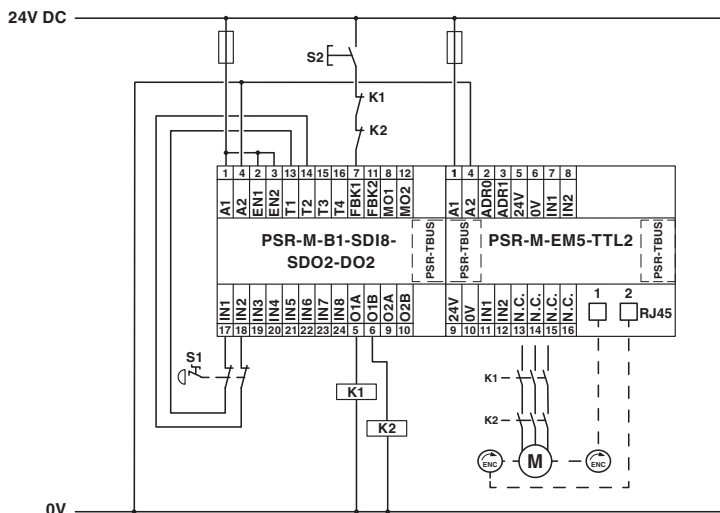 24V DC
S2
K1
K2
1 4 2 3 13 14 15 16 7 11 8 12
A1 A2 EN1 EN2 T1 T2 T3 T4 FBK1 FBK2 MO1 MO2
1 4 2 3 5 6 7 8
A1 A2 ADR0 ADR1 24V 0V IN1 IN2
PSR-M-B1-SDI8-
SDO2-DO2
PSR-TBUS
PSR-TBUS
PSR-M-EM5-TTL2
PSR-TBUS
1 2
RJ45
IN1 IN2 IN3 IN4 IN5 IN6 IN7 IN8 O1A O1B O2A O2B
17 18 19 20 21 22 23 24 5 6 9 10
24V 0V IN1 IN2 N.C. N.C. N.C. N.C.
9 10 11 12 13 14 15 16
S1
K1
K2
K1
K2
ENC
M
ENC
0V